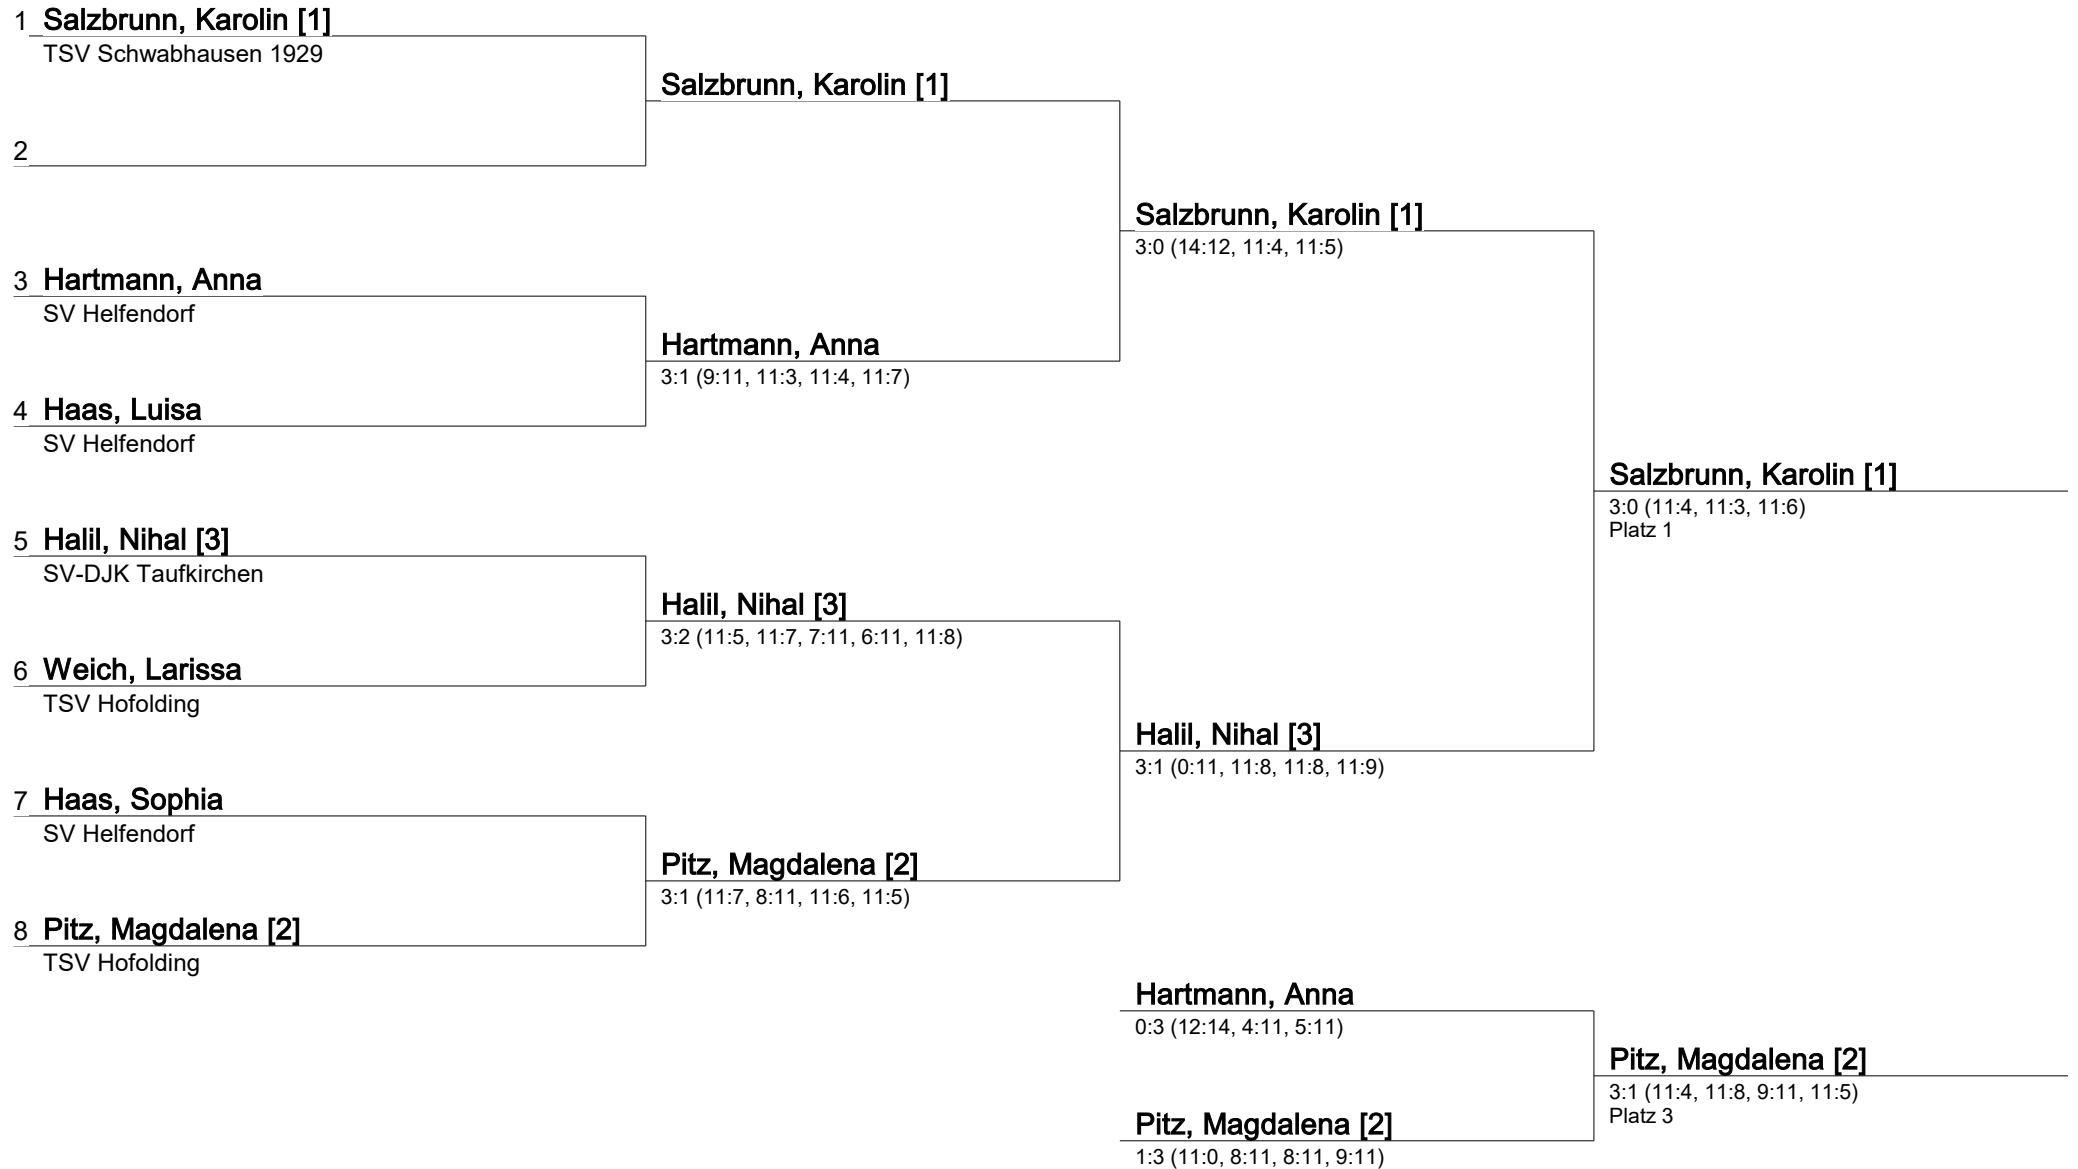 1 Salzbrunn, Karolin [1]
TSV Schwabhausen 1929
2
3 Hartmann, Anna
SV Helfendorf
4 Haas, Luisa
SV Helfendorf
5 Halil, Nihal [3]
SV-DJK Taufkirchen
6 Weich, Larissa
TSV Hofolding
7 Haas, Sophia
SV Helfendorf
8 Pitz, Magdalena [2]
TSV Hofolding
Salzbrunn, Karolin [1]
Hartmann, Anna
3:1 (9:11, 11:3, 11:4, 11:7)
Halil, Nihal [3]
3:2 (11:5, 11:7, 7:11, 6:11, 11:8)
Pitz, Magdalena [2]
3:1 (11:7, 8:11, 11:6, 11:5)
Salzbrunn, Karolin [1]
3:0 (14:12, 11:4, 11:5)
Halil, Nihal [3]
3:1 (0:11, 11:8, 11:8, 11:9)
Salzbrunn, Karolin [1]
3:0 (11:4, 11:3, 11:6)
Platz 1
Hartmann, Anna
0:3 (12:14, 4:11, 5:11)
Pitz, Magdalena [2]
1:3 (11:0, 8:11, 8:11, 9:11)
Pitz, Magdalena [2]
3:1 (11:4, 11:8, 9:11, 11:5)
Platz 3